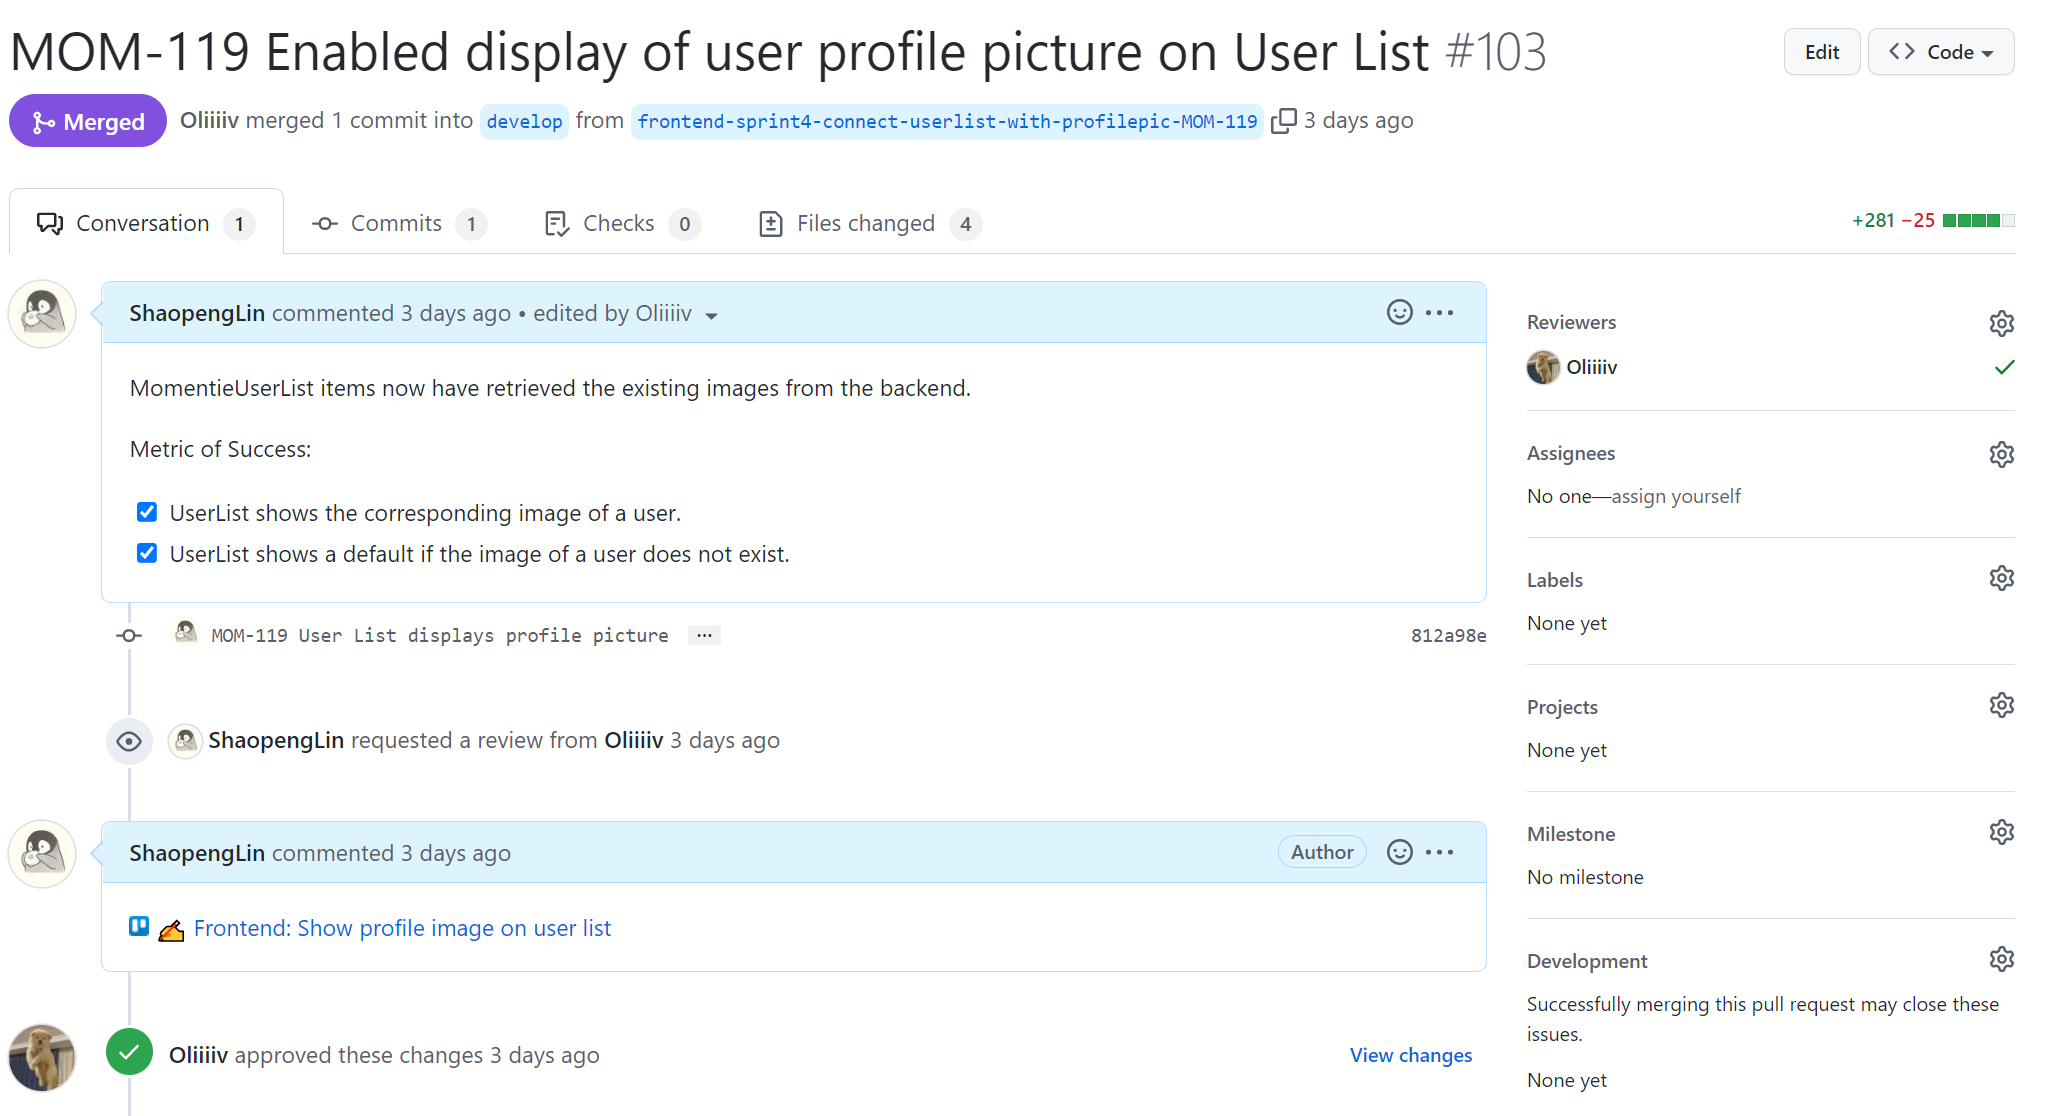 MOM-119 Enabled display of user profile picture on User List #103
Edit
Code
Merged
Oliiiiv merged 1 commit into develop from frontend-sprint4-connect-userlist-with-profilepic-MOM-119 3 days ago
Conversation 1
Commits 1
Checks 0
Files changed 4
+281 −25
ShaopengLin commented 3 days ago • edited by Oliiiiv
MomentieUserList items now have retrieved the existing images from the backend.
Metric of Success:
UserList shows the corresponding image of a user.
UserList shows a default if the image of a user does not exist.
MOM-119 User List displays profile picture ...
812a98e
ShaopengLin requested a review from Oliiiiv 3 days ago
ShaopengLin commented 3 days ago
Author
Frontend: Show profile image on user list
Oliiiiv approved these changes 3 days ago
View changes
Reviewers
Oliiiiv
Assignees
No one—assign yourself
Labels
None yet
Projects
None yet
Milestone
No milestone
Development
Successfully merging this pull request may close these
issues.
None yet